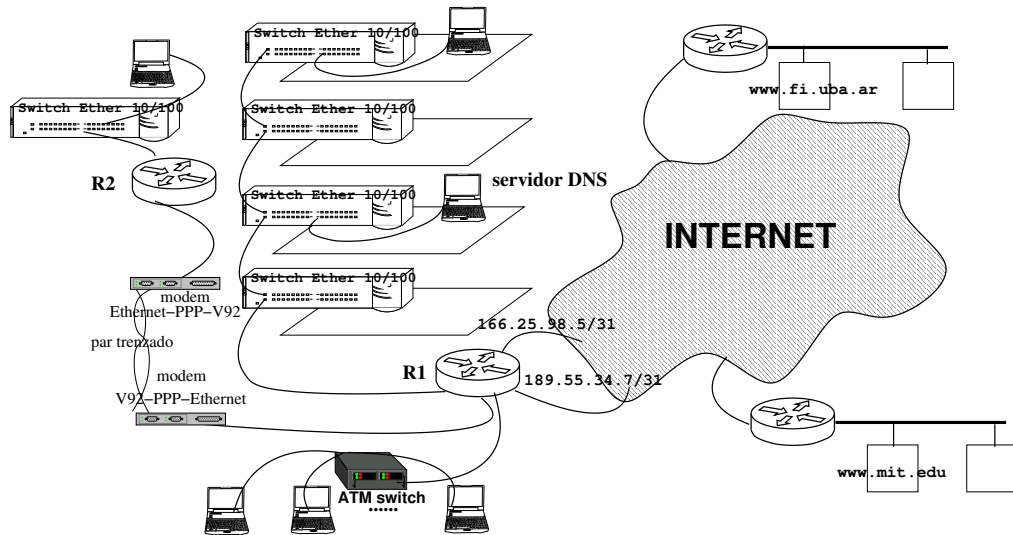 Switch Ether 10/100
Switch Ether 10/100
www.fi.uba.ar
Switch Ether 10/100
R2
servidor DNS
Switch Ether 10/100
INTERNET
Switch Ether 10/100
modem
Ethernet–PPP–V92
166.25.98.5/31
par trenzado
R1
189.55.34.7/31
modem
V92–PPP–Ethernet
www.mit.edu
ATM switch
......